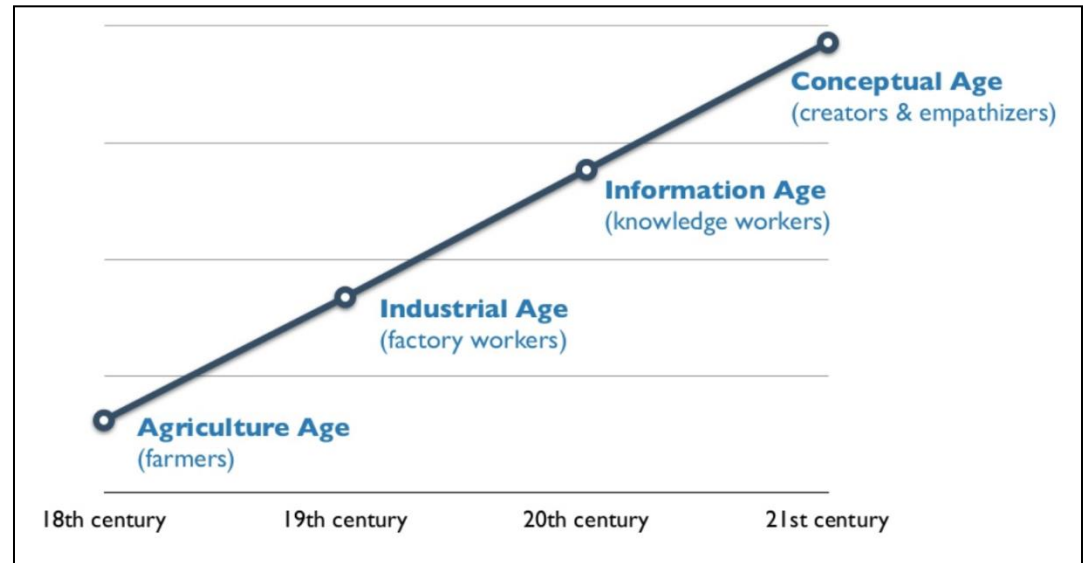 Conceptual Age
(creators & empathizers)
Information Age
(knowledge workers)
Industrial Age
(factory workers)
Agriculture Age
(farmers)
18th century
19th century
20th century
21st century